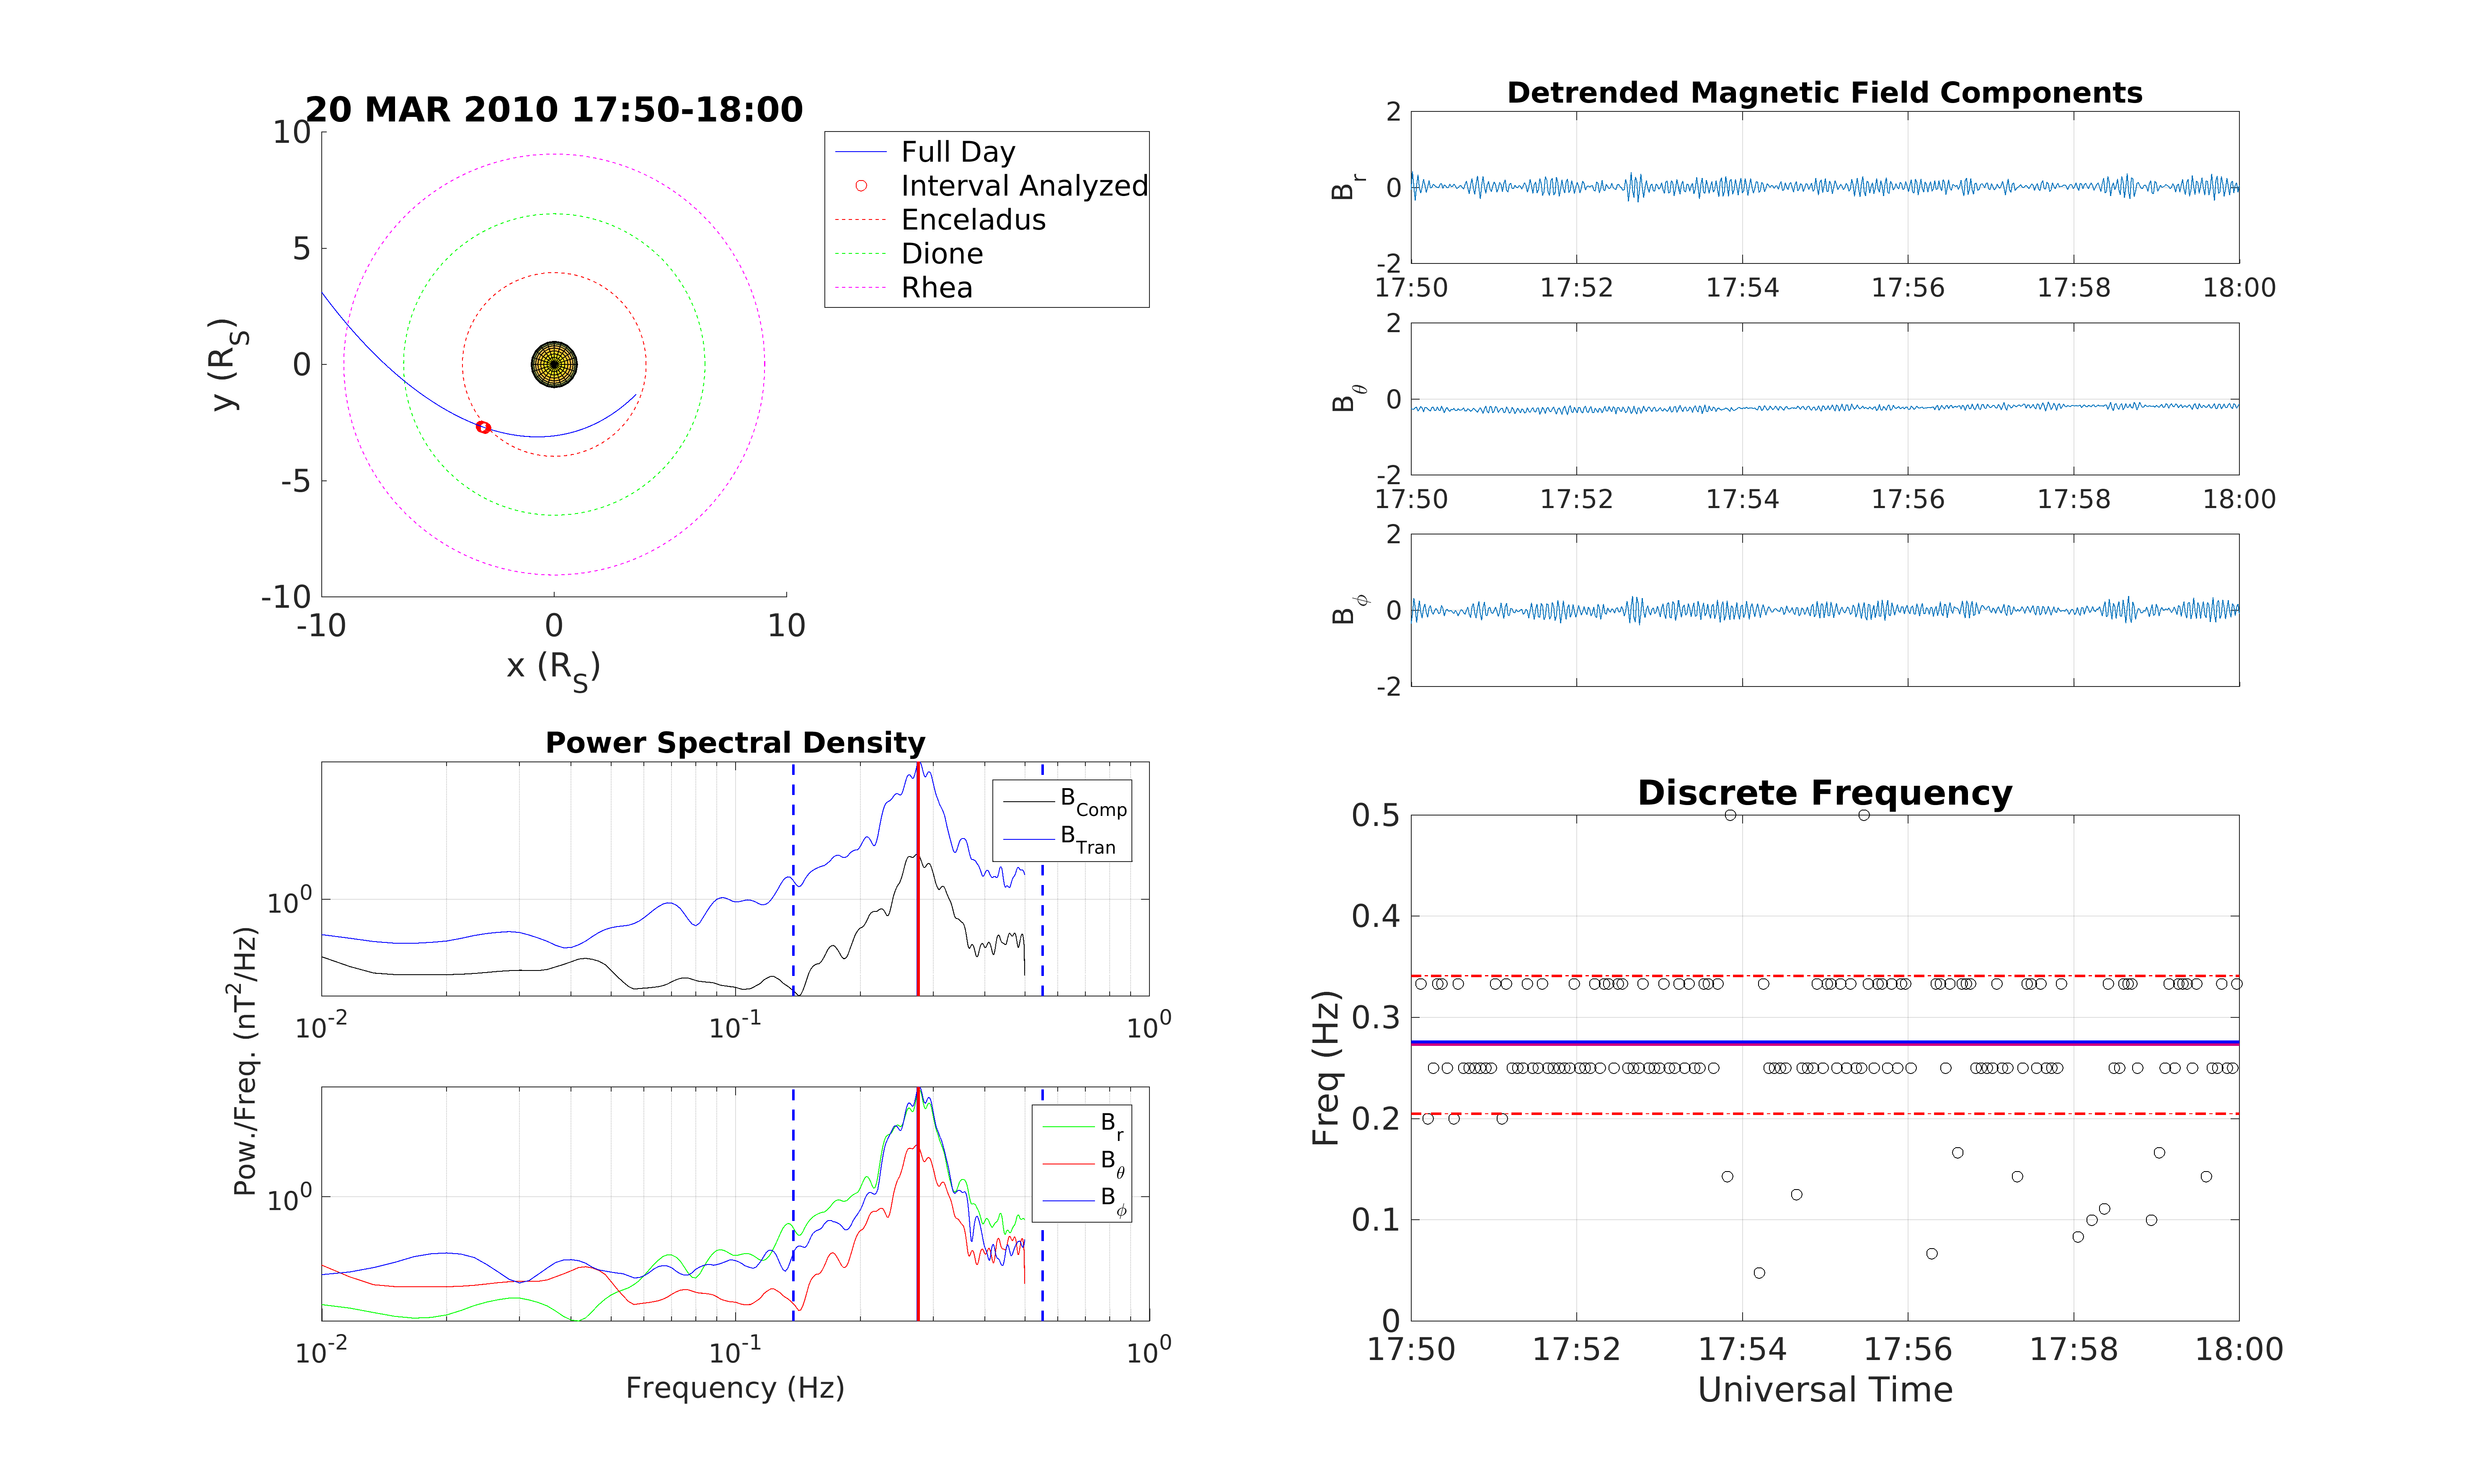 20 MAR 2010 17:50-18:00
10
5
0
-5
-10
-10 0 10
y (R_S)
x (R_S)
Full Day
Interval Analyzed
Enceladus
Dione
Rhea
Detrended Magnetic Field Components
2
0
-2
B_r
17:50 17:52 17:54 17:56 17:58 18:00
2
0
-2
B_θ
17:50 17:52 17:54 17:56 17:58 18:00
2
0
-2
B_ϕ
Power Spectral Density
10^0
B_Comp
B_Tran
10^-2 10^-1 10^0
Pow./Freq. (nT^2/Hz)
10^0
B_r
B_θ
B_ϕ
10^-2 10^-1 10^0
Frequency (Hz)
Discrete Frequency
0.5
0.4
0.3
0.2
0.1
0
Freq (Hz)
17:50 17:52 17:54 17:56 17:58 18:00
Universal Time